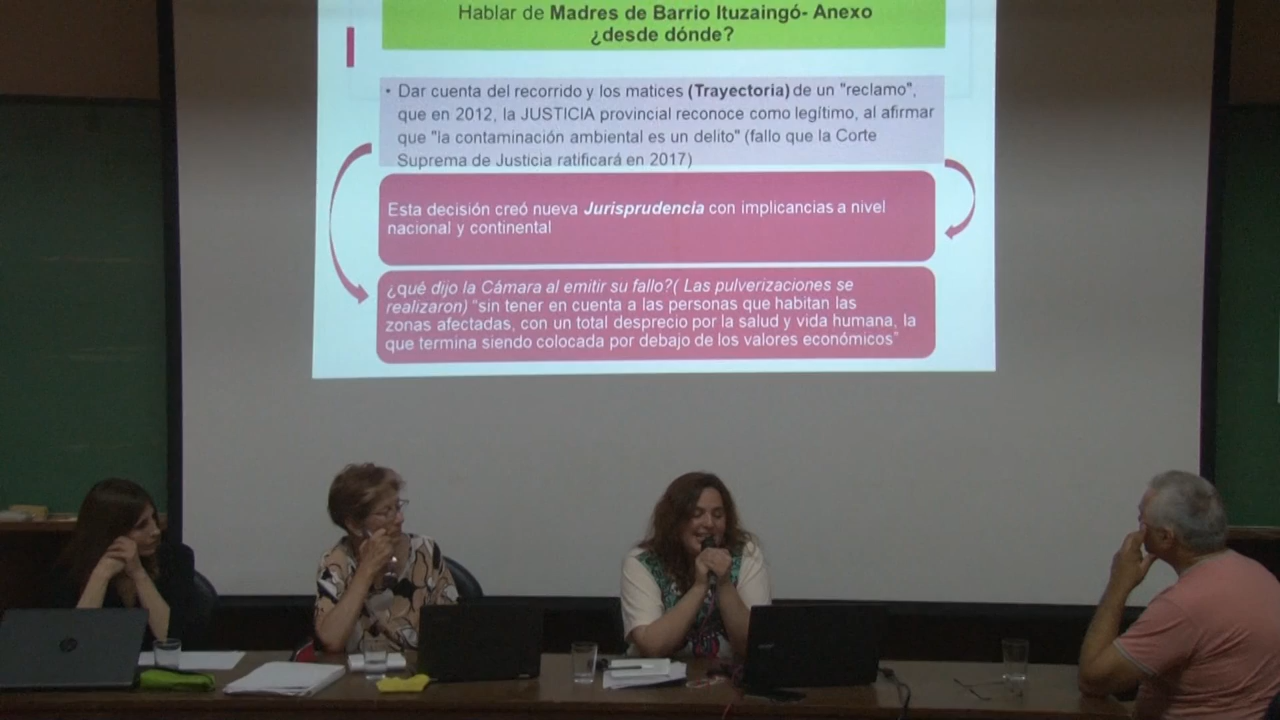 Hablar de Madres de Barrio Ituzaingó- Anexo
¿desde dónde?
• Dar cuenta del recorrido y los matices (Trayectoria) de un "reclamo",
que en 2012, la JUSTICIA provincial reconoce como legítimo, al afirmar
que "la contaminación ambiental es un delito" (fallo que la Corte
Suprema de Justicia ratificará en 2017)
Esta decisión creó nueva Jurisprudencia con implicancias a nivel
nacional y continental
¿qué dijo la Cámara al emitir su fallo?( Las pulverizaciones se
realizaron) "sin tener en cuenta a las personas que habitan las
zonas afectadas, con un total desprecio por la salud y vida humana, la
que termina siendo colocada por debajo de los valores económicos"
hp